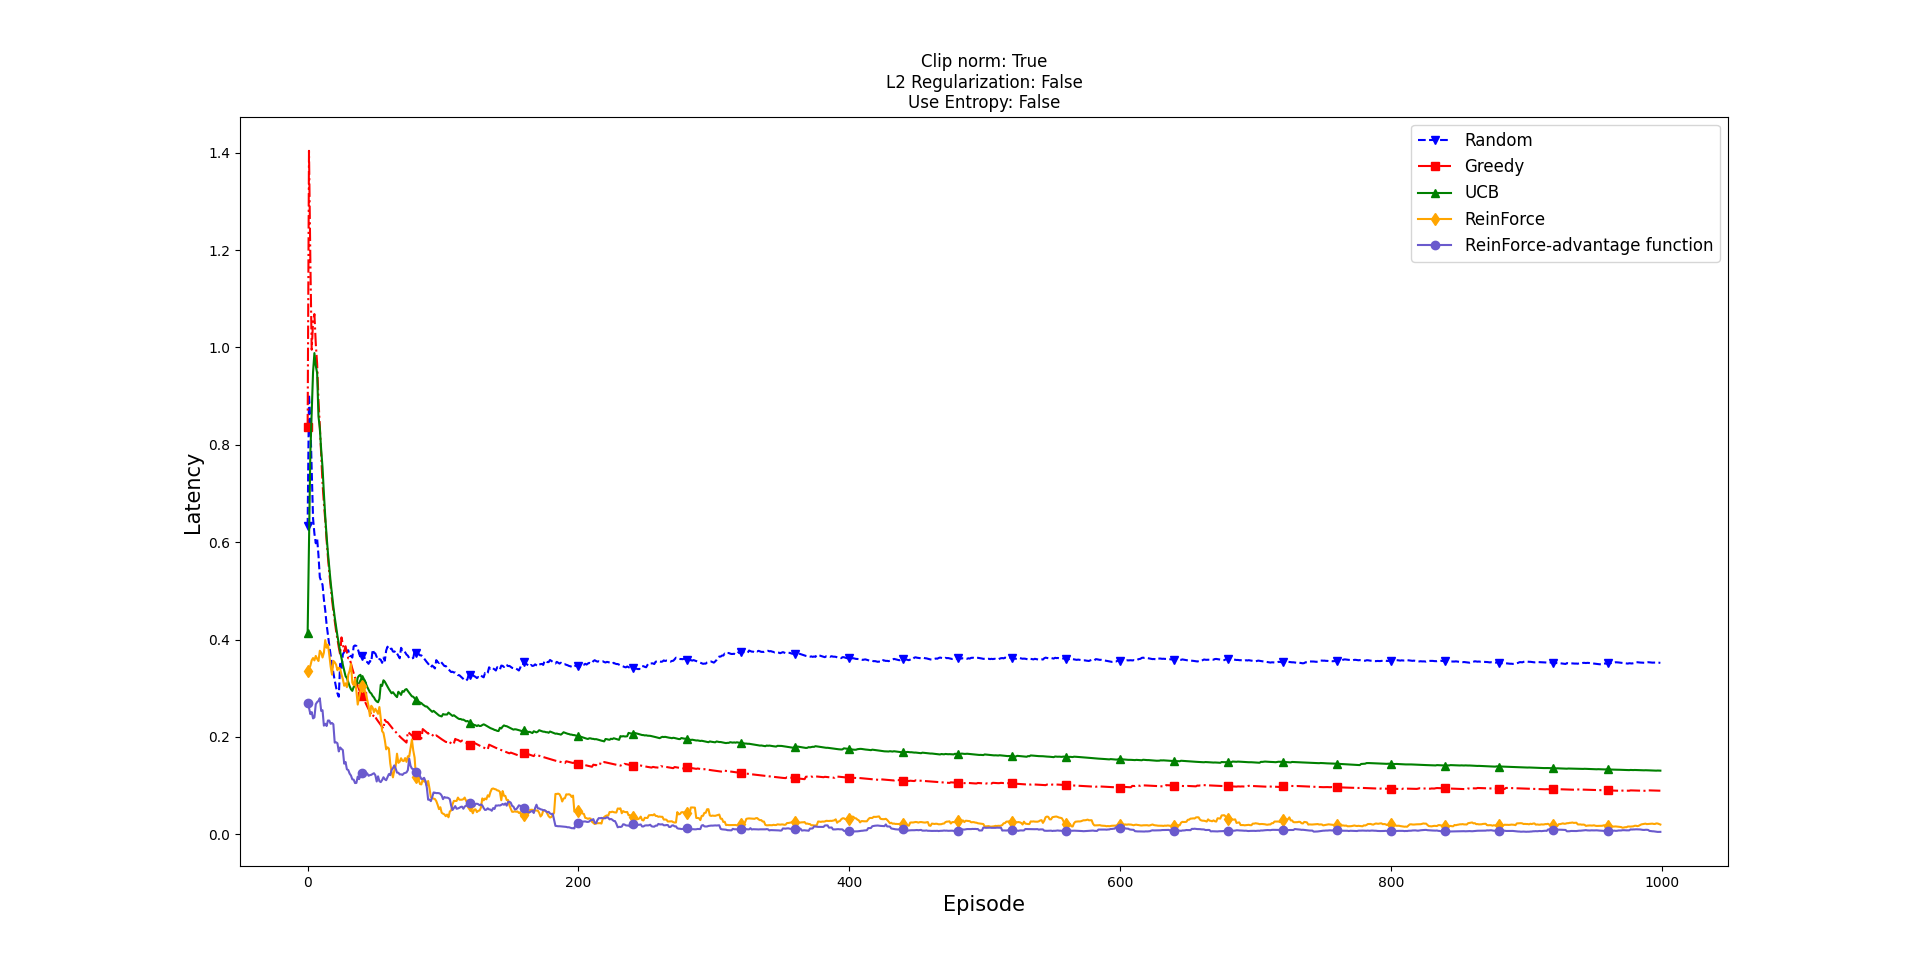 Clip norm: True
L2 Regularization: False
Use Entropy: False
Random
Greedy
UCB
ReinForce
ReinForce-advantage function
Latency
1.4
1.2
1.0
0.8
0.6
0.4
0.2
0.0
0 200 400 600 800 1000
Episode